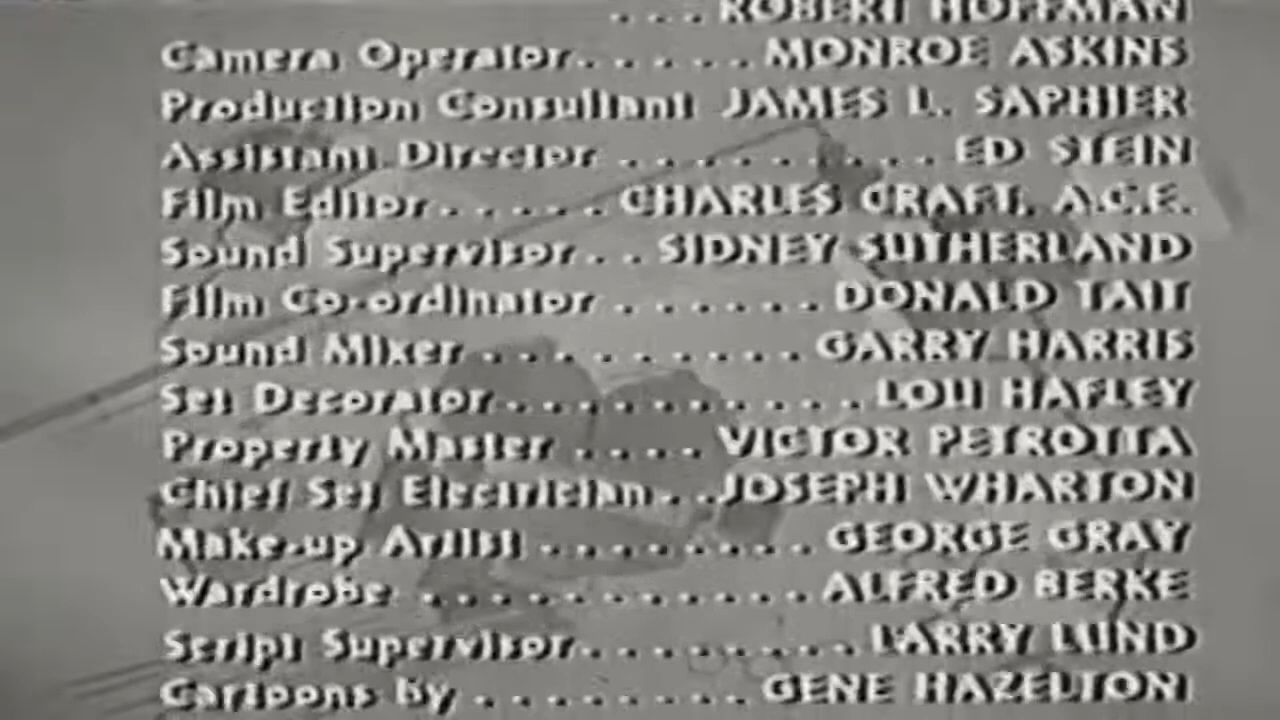 . . . ROBERT HOFFMAN
Camera Operator. . . . . . MONROE ASKINS
Production Consultant JAMES L. SAPHIER
Assistant Director . . . . . . . . . . ED STEIN
Film Editor. . . . . . CHARLES CRAFT, A.C.E.
Sound Supervisor. . . SIDNEY SUTHERLAND
Film Co-ordinator . . . . . . . DONALD TAIT
Sound Mixer . . . . . . . . . . GARRY HARRIS
Set Decorator. . . . . . . . . . . LOU HAFLEY
Property Master . . . . VICTOR PETROTTA
Chief Set Electrician. . .JOSEPH WHARTON
Make-up Artist . . . . . . . . GEORGE GRAY
Wardrobe . . . . . . . . . . . ALFRED BERKE
Script Supervisor. . . . . . . . . LARRY LUND
Cartoons by . . . . . . . . . GENE HAZELTON